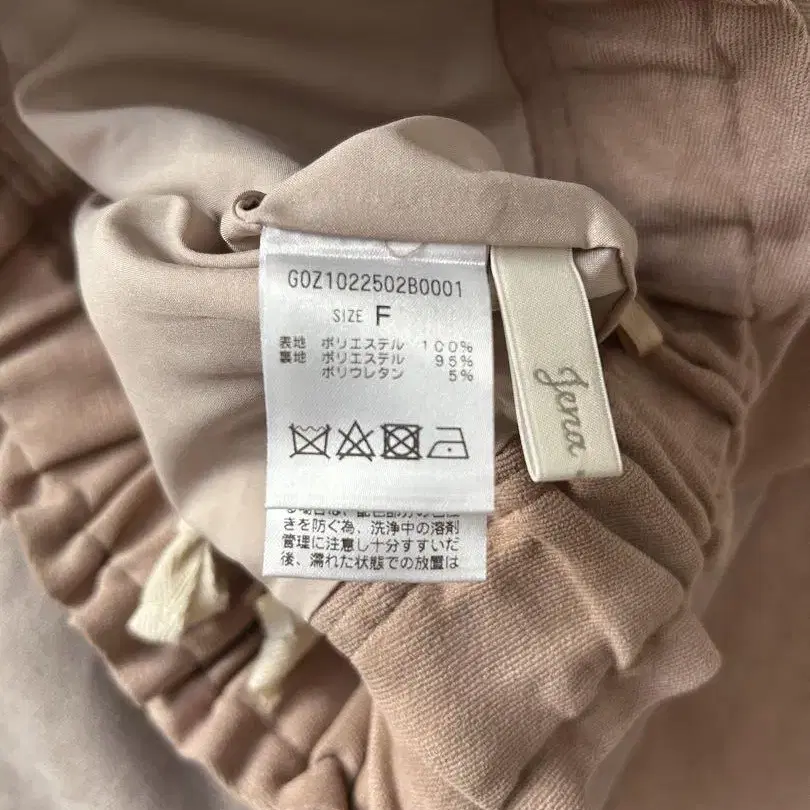 G0Z1022502B0001
SIZE F
表地 ポリエステル 100%
裏地 ポリエステル 95%
ポリウレタン 5%
きを防ぐ為、洗浄中の溶剤
管理に注意し十分すすいだ
後、濡れた状態での放置は
Jena